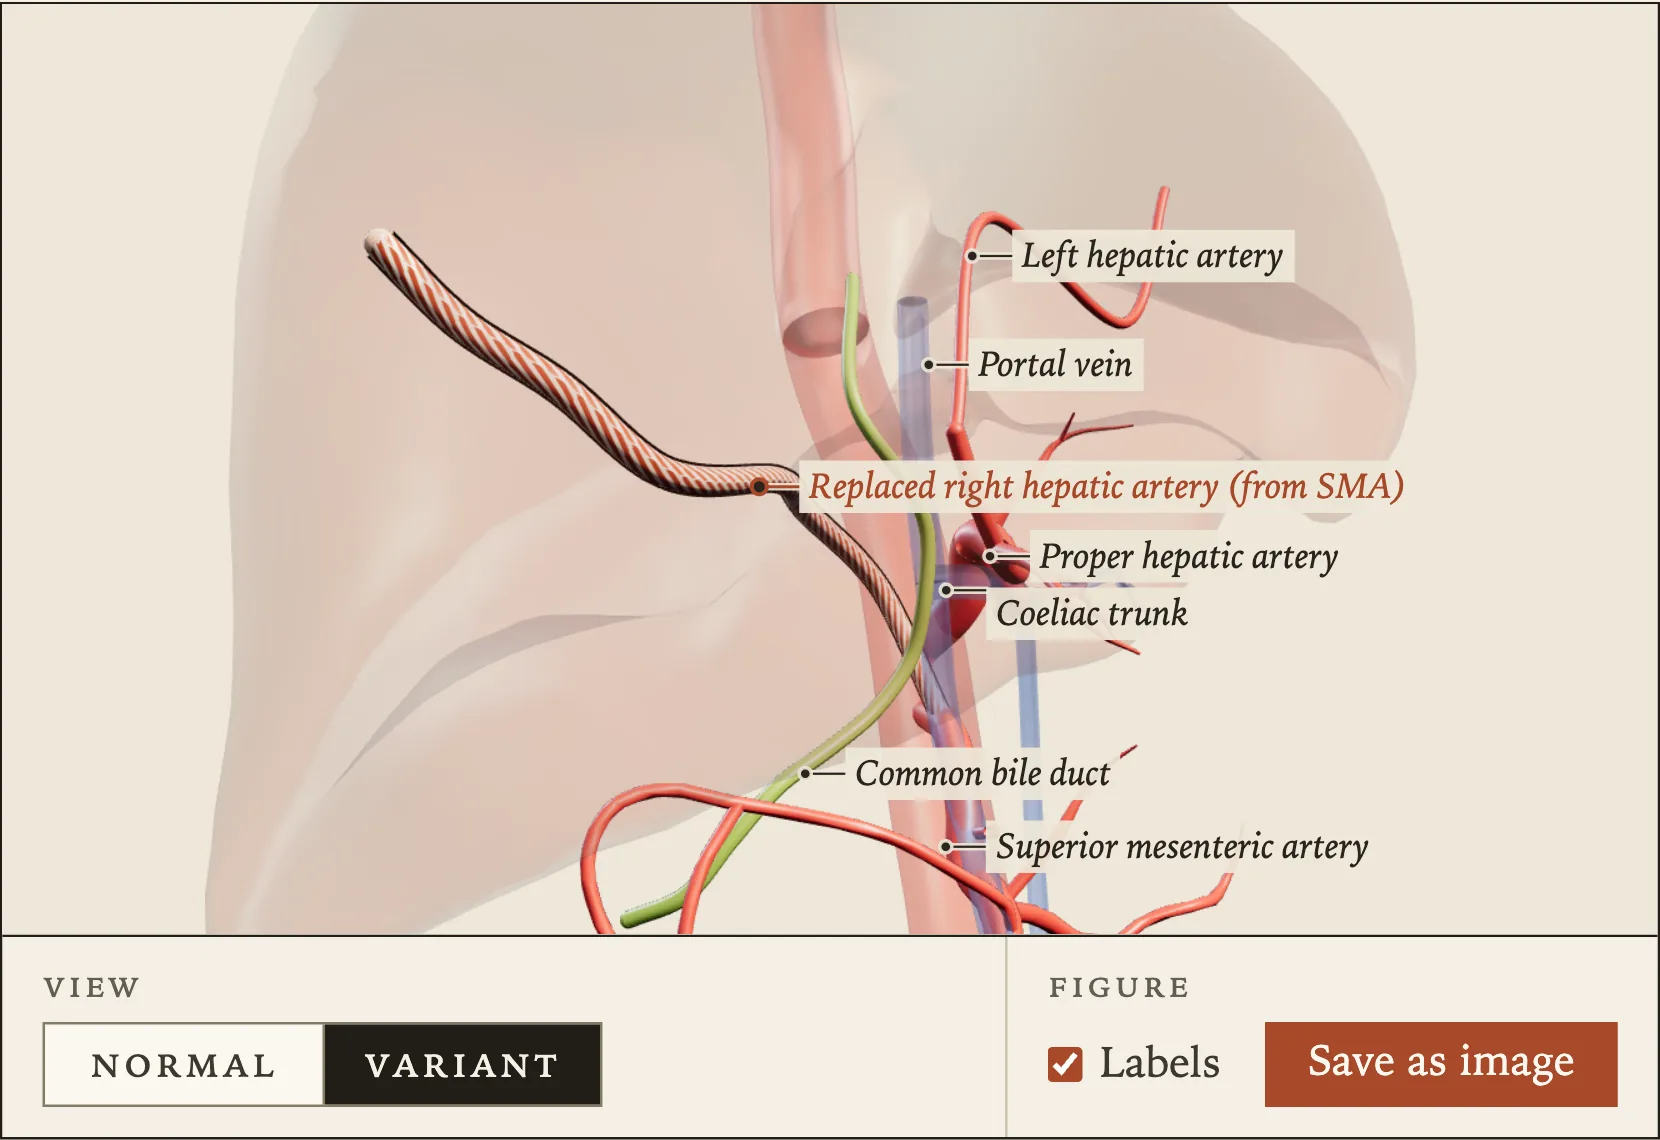 Left hepatic artery
Portal vein
Replaced right hepatic artery (from SMA)
Proper hepatic artery
Coeliac trunk
Common bile duct
Superior mesenteric artery
VIEW
NORMAL
VARIANT
FIGURE
Labels
Save as image